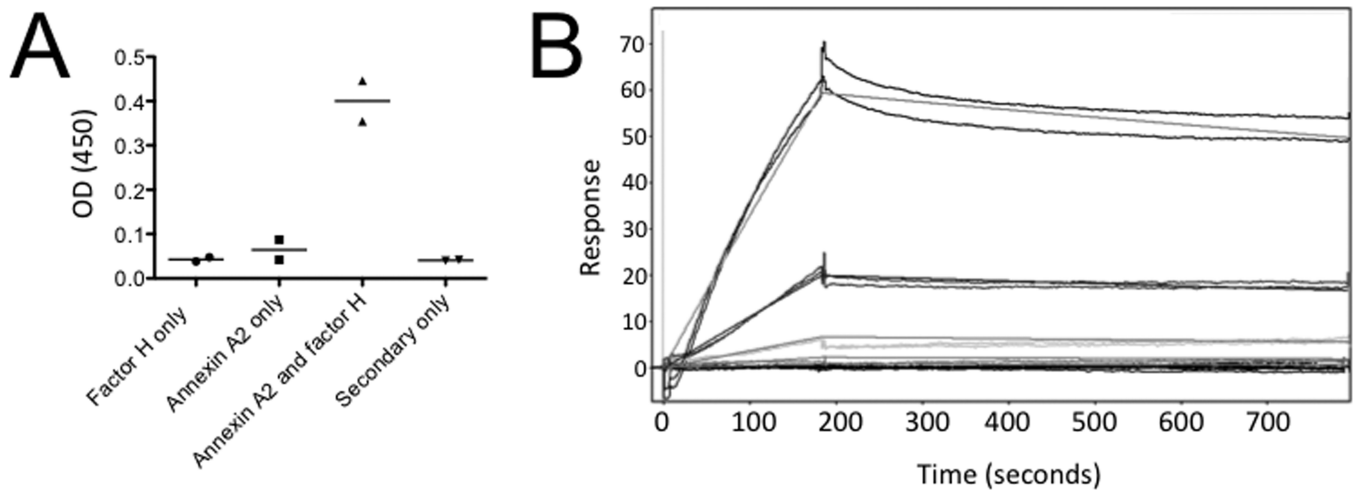 A
0.5
0.4
0.3
0.2
0.1
0.0
OD (450)
Factor H only
Annexin A2 only
Annexin A2 and factor H
Secondary only
B
70
60
50
40
30
20
10
0
Response
0 100 200 300 400 500 600 700
Time (seconds)